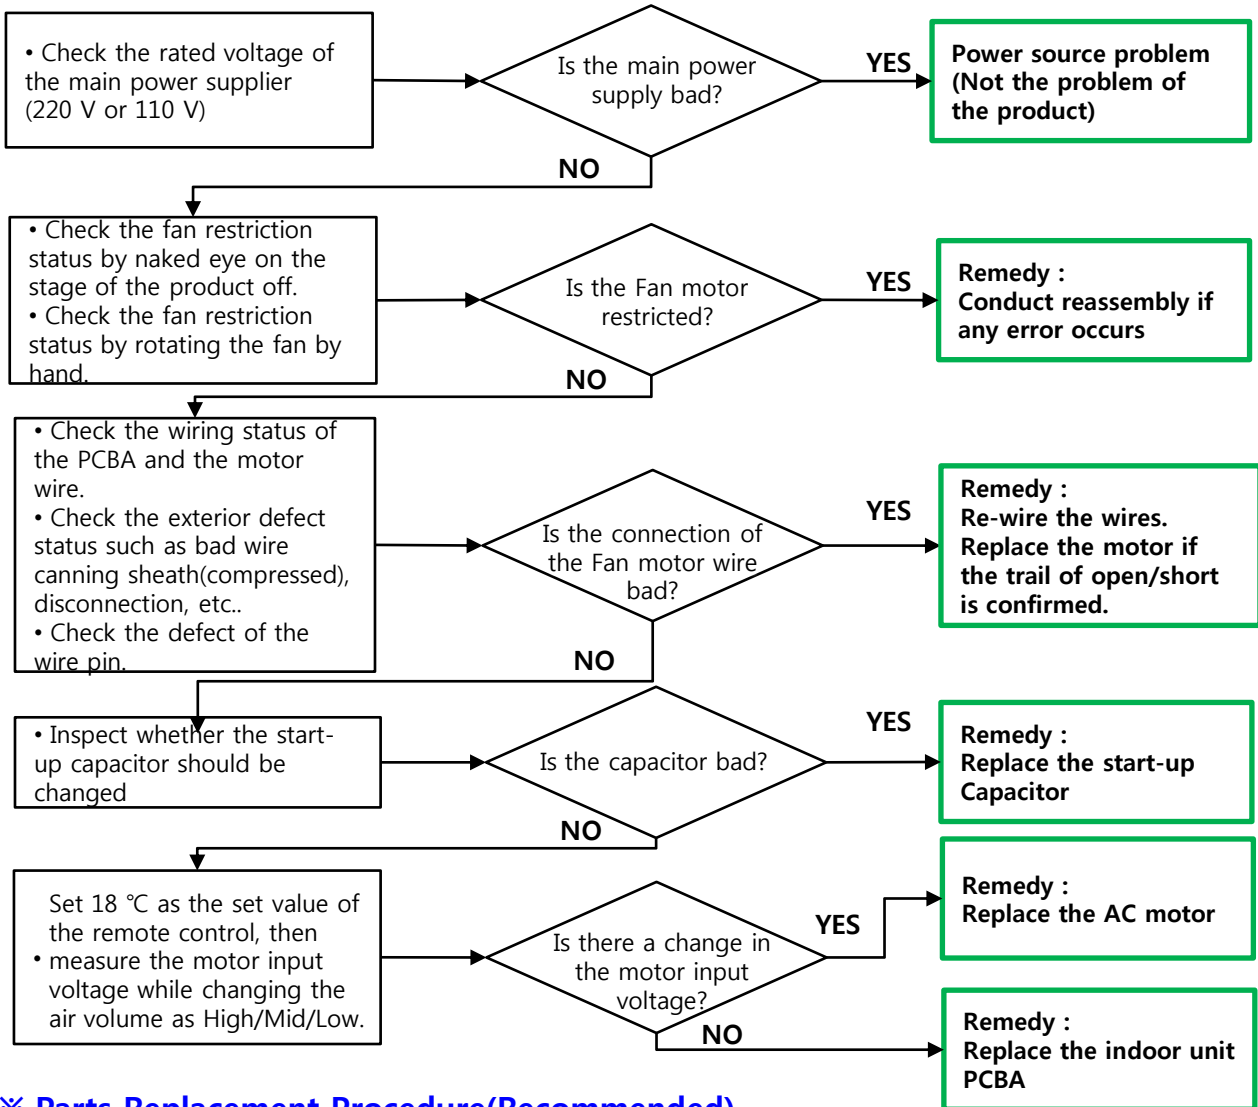 • Check the rated voltage of
the main power supplier
(220 V or 110 V)
Is the main power
supply bad?
YES
Power source problem
(Not the problem of
the product)
NO
• Check the fan restriction
status by naked eye on the
stage of the product off.
• Check the fan restriction
status by rotating the fan by
hand.
Is the Fan motor
restricted?
YES
Remedy :
Conduct reassembly if
any error occurs
NO
• Check the wiring status of
the PCBA and the motor
wire.
• Check the exterior defect
status such as bad wire
canning sheath(compressed),
disconnection, etc..
• Check the defect of the
wire pin.
Is the connection of
the Fan motor wire
bad?
YES
Remedy :
Re-wire the wires.
Replace the motor if
the trail of open/short
is confirmed.
NO
• Inspect whether the start-
up capacitor should be
changed
Is the capacitor bad?
YES
Remedy :
Replace the start-up
Capacitor
NO
Set 18 ℃ as the set value of
the remote control, then
• measure the motor input
voltage while changing the
air volume as High/Mid/Low.
Is there a change in
the motor input
voltage?
YES
Remedy :
Replace the AC motor
NO
Remedy :
Replace the indoor unit
PCBA
※ Parts Replacement Procedure(Recommended)